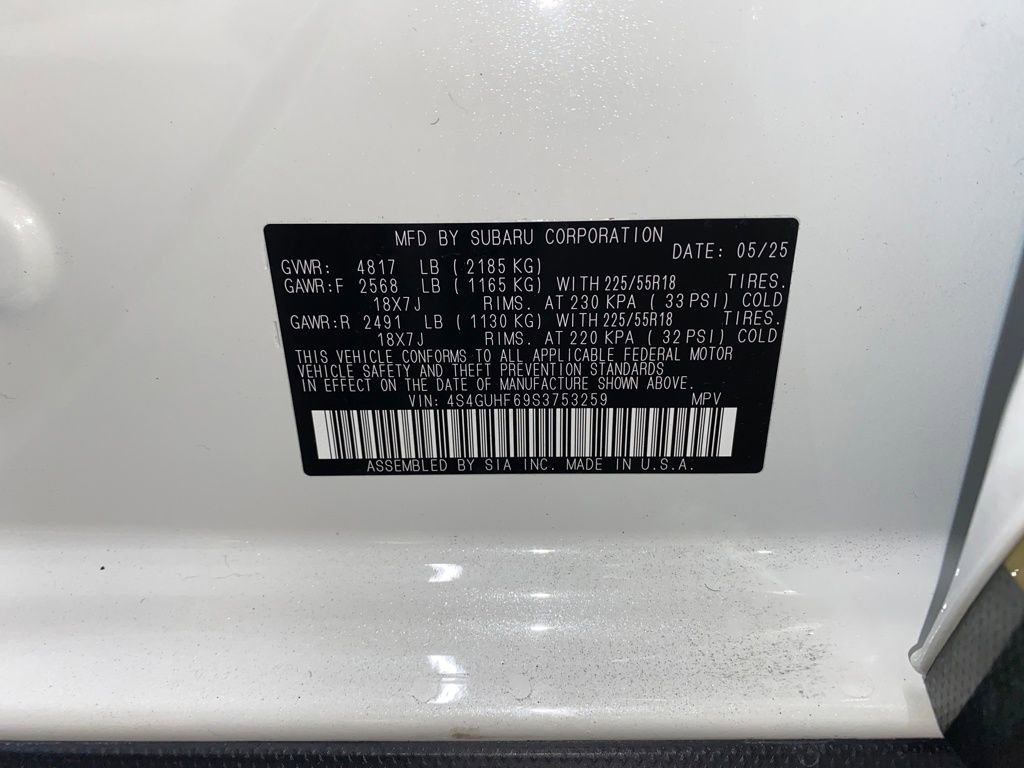 MFD BY SUBARU CORPORATION DATE: 05/25
GVWR: 4817 LB (2185 KG)
GAWR:F 2568 LB (1165 KG) WITH 225/55R18 TIRES.
18X7J RIMS. AT 230 KPA (33 PSI) COLD
GAWR:R 2491 LB (1130 KG) WITH 225/55R18 TIRES.
18X7J RIMS. AT 220 KPA (32 PSI) COLD
THIS VEHICLE CONFORMS TO ALL APPLICABLE FEDERAL MOTOR
VEHICLE SAFETY AND THEFT PREVENTION STANDARDS
IN EFFECT ON THE DATE OF MANUFACTURE SHOWN ABOVE.
VIN: 4S4GUHF69S3753259 MPV
ASSEMBLED BY SIA INC. MADE IN U.S.A.